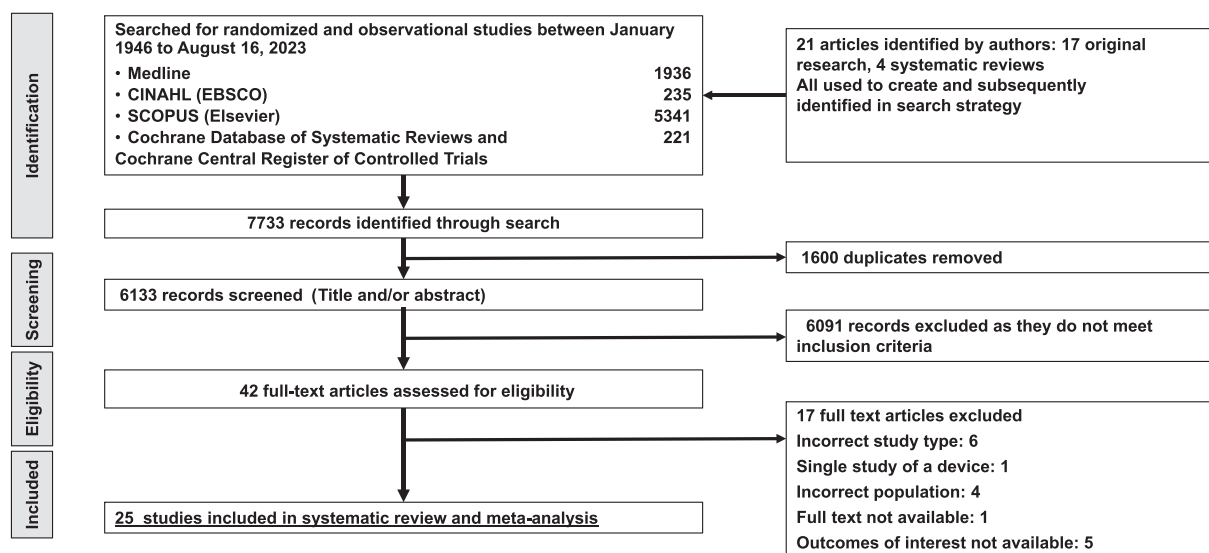 Identification
Searched for randomized and observational studies between January
1946 to August 16, 2023
• Medline 1936
• CINAHL (EBSCO) 235
• SCOPUS (Elsevier) 5341
• Cochrane Database of Systematic Reviews and 221
Cochrane Central Register of Controlled Trials
21 articles identified by authors: 17 original
research, 4 systematic reviews
All used to create and subsequently
identified in search strategy
7733 records identified through search
1600 duplicates removed
Screening
6133 records screened (Title and/or abstract)
6091 records excluded as they do not meet
inclusion criteria
Eligibility
42 full-text articles assessed for eligibility
17 full text articles excluded
Incorrect study type: 6
Single study of a device: 1
Incorrect population: 4
Full text not available: 1
Outcomes of interest not available: 5
Included
25 studies included in systematic review and meta-analysis